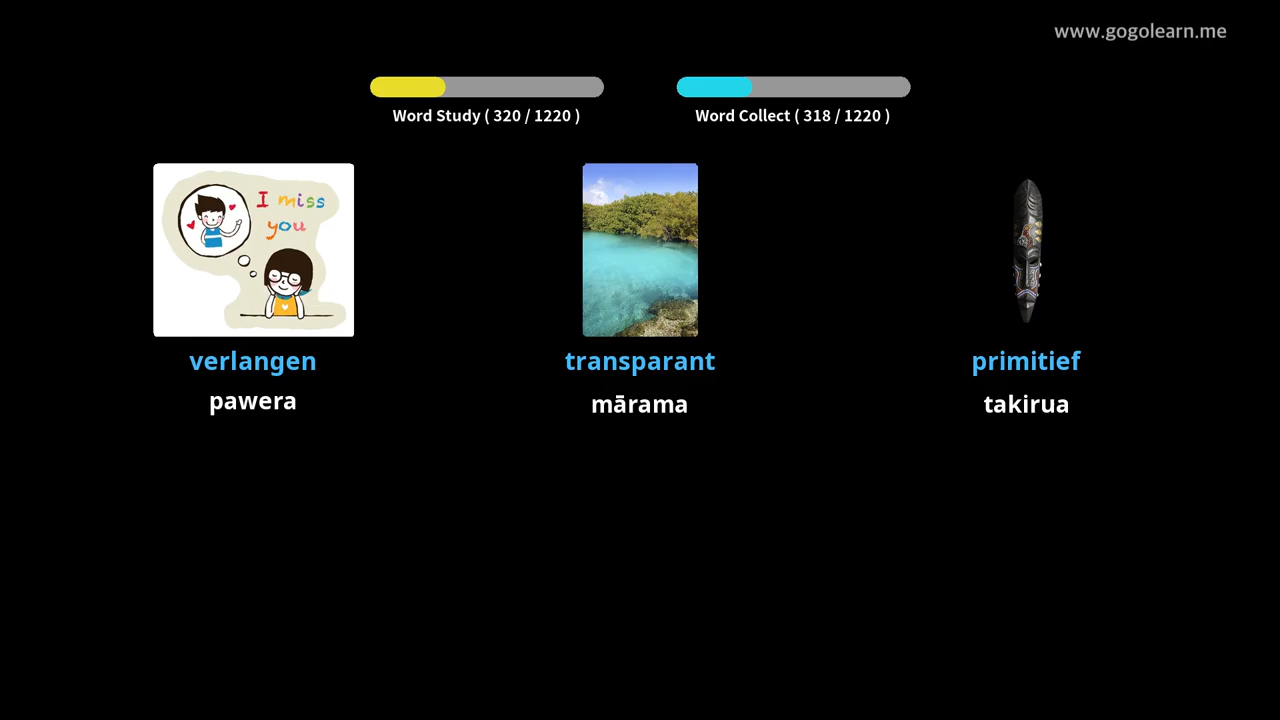 www.gogolearn.me
Word Study ( 320 / 1220 )
Word Collect ( 318 / 1220 )
I miss
you
verlangen
transparant
primitief
pawera
mārama
takirua